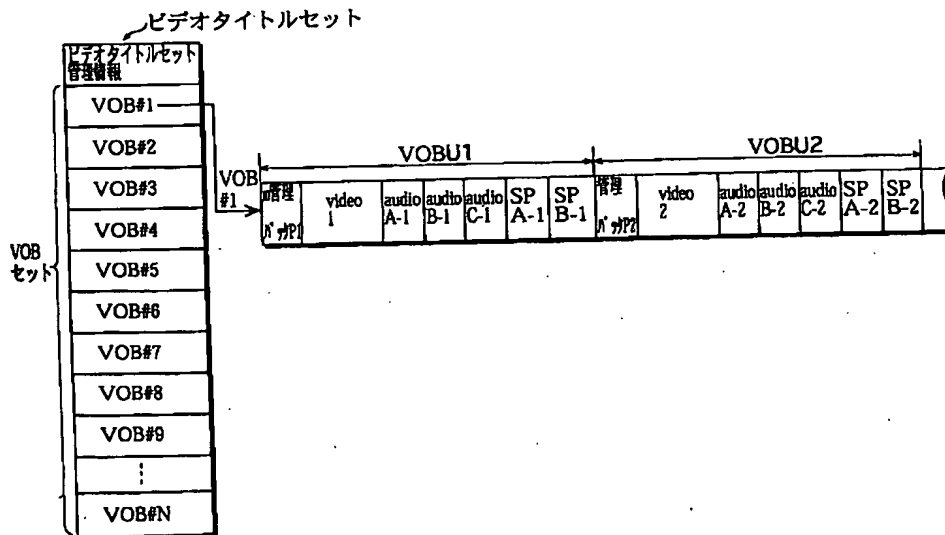 ビデオタイトルセット
ビデオタイトルセット
管理情報
VOB#1
VOB#2
VOB#3
VOB#4
VOB#5
VOB#6
VOB#7
VOB#8
VOB#9
VOB#N
VOB
セット
VOB
#1
VOBU1
VOBU2
管理
パックP1
video
1
audio
A-1
audio
B-1
audio
C-1
SP
A-1
SP
B-1
管理
パックP2
video
2
audio
A-2
audio
B-2
audio
C-2
SP
A-2
SP
B-2